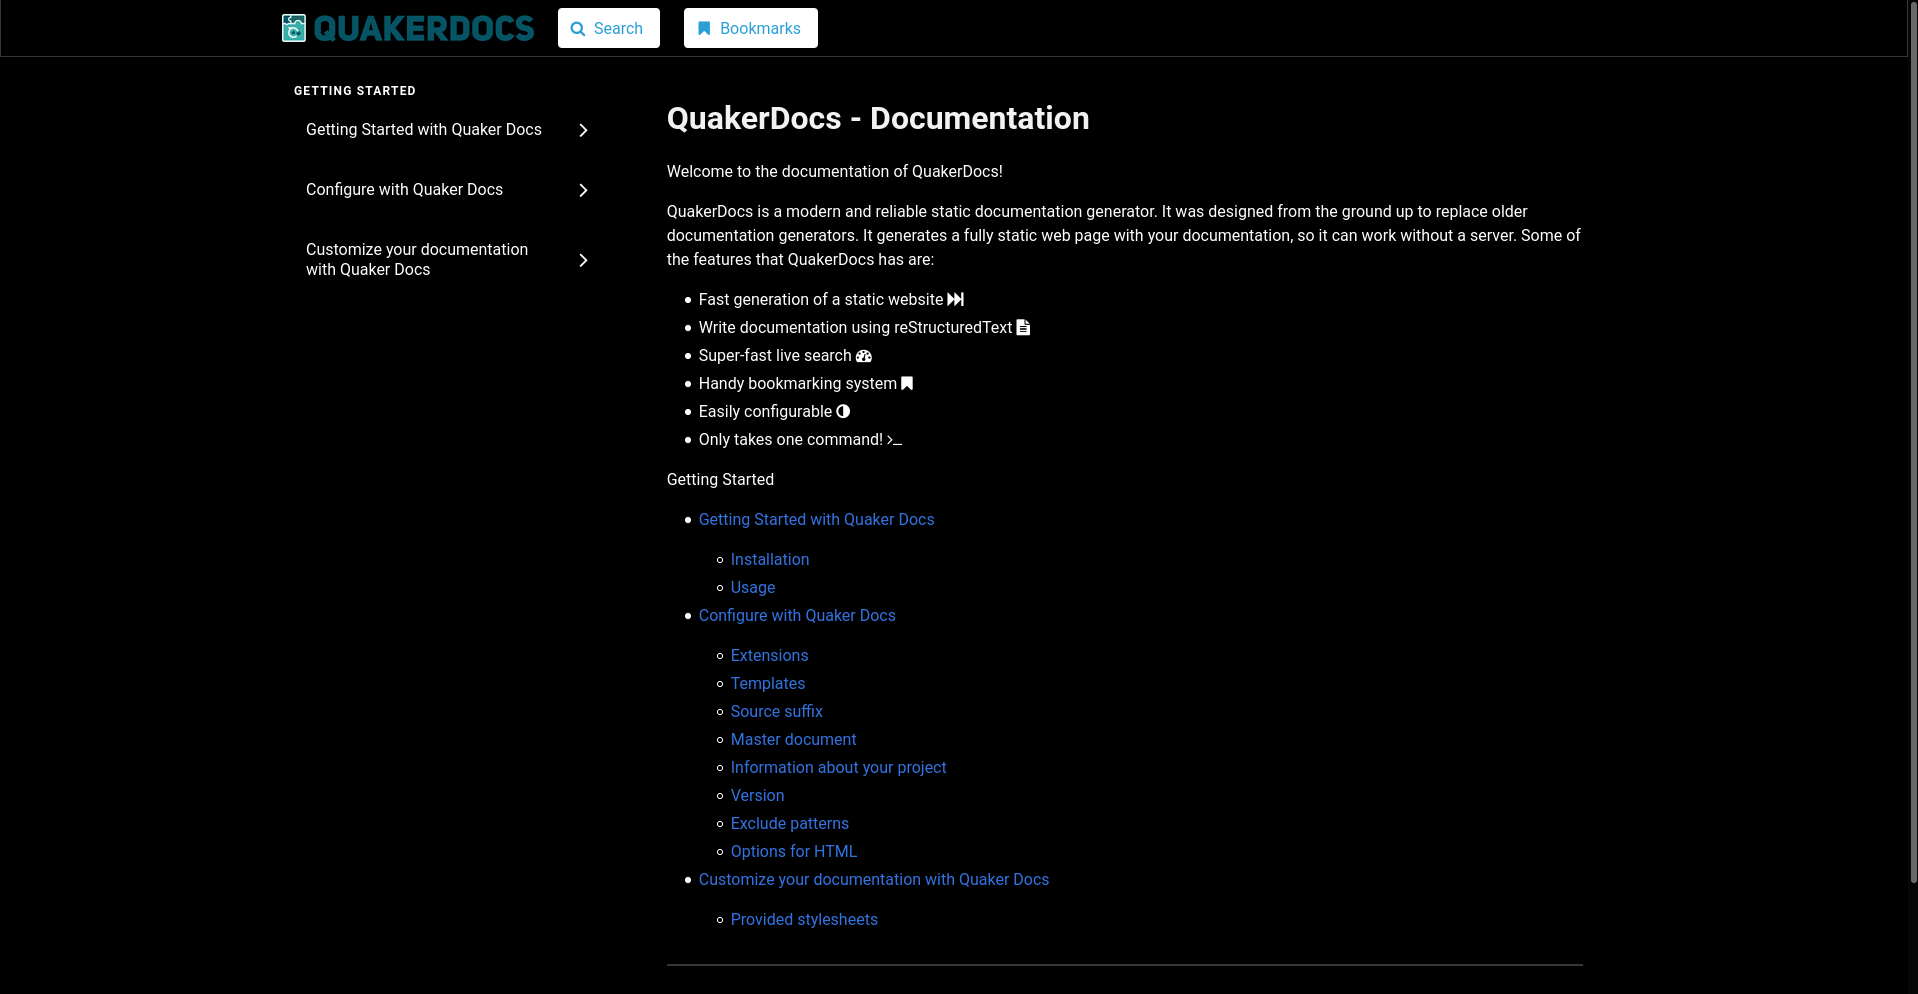 QUAKERDOCS
Search
Bookmarks
GETTING STARTED
Getting Started with Quaker Docs
Configure with Quaker Docs
Customize your documentation
with Quaker Docs
QuakerDocs - Documentation
Welcome to the documentation of QuakerDocs!
QuakerDocs is a modern and reliable static documentation generator. It was designed from the ground up to replace older
documentation generators. It generates a fully static web page with your documentation, so it can work without a server. Some of
the features that QuakerDocs has are:
Fast generation of a static website
Write documentation using reStructuredText
Super-fast live search
Handy bookmarking system
Easily configurable
Only takes one command!
Getting Started
Getting Started with Quaker Docs
Installation
Usage
Configure with Quaker Docs
Extensions
Templates
Source suffix
Master document
Information about your project
Version
Exclude patterns
Options for HTML
Customize your documentation with Quaker Docs
Provided stylesheets